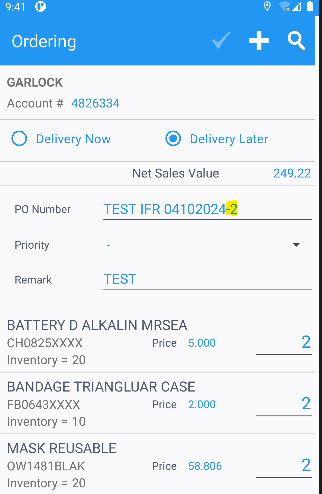 9:41
Ordering
GARLOCK
Account # 4826334
Delivery Now Delivery Later
Net Sales Value 249.22
PO Number TEST IFR 04102024-2
Priority -
Remark TEST
BATTERY D ALKALIN MRSEA
CH0825XXXX Price 5.000 2
Inventory = 20
BANDAGE TRIANGLUAR CASE
FB0643XXXX Price 2.000 2
Inventory = 10
MASK REUSABLE
OW1481BLAK Price 58.806 2
Inventory = 20